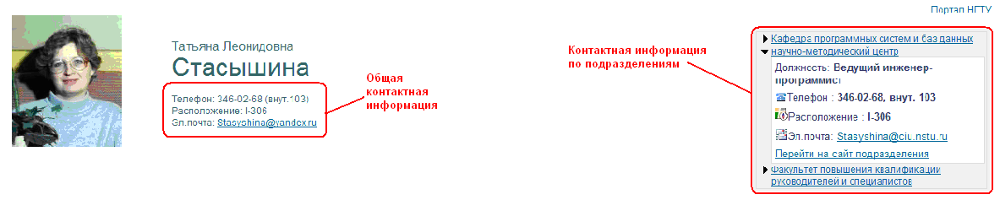 Портал НГТУ
Татьяна Леонидовна
Стасышина
Телефон: 346-02-68 (внут.103)
Расположение: I-306
Эл.почта: Stasyshina@yandex.ru
Общая
контактная
информация
Контактная информация
по подразделениям
Кафедра программных систем и баз данных
научно-методический центр
Должность: Ведущий инженер-
программист
Телефон : 346-02-68, внут. 103
Расположение : I-306
Эл.почта: Stasyshina@ciu.nstu.ru
Перейти на сайт подразделения
Факультет повышения квалификации
руководителей и специалистов